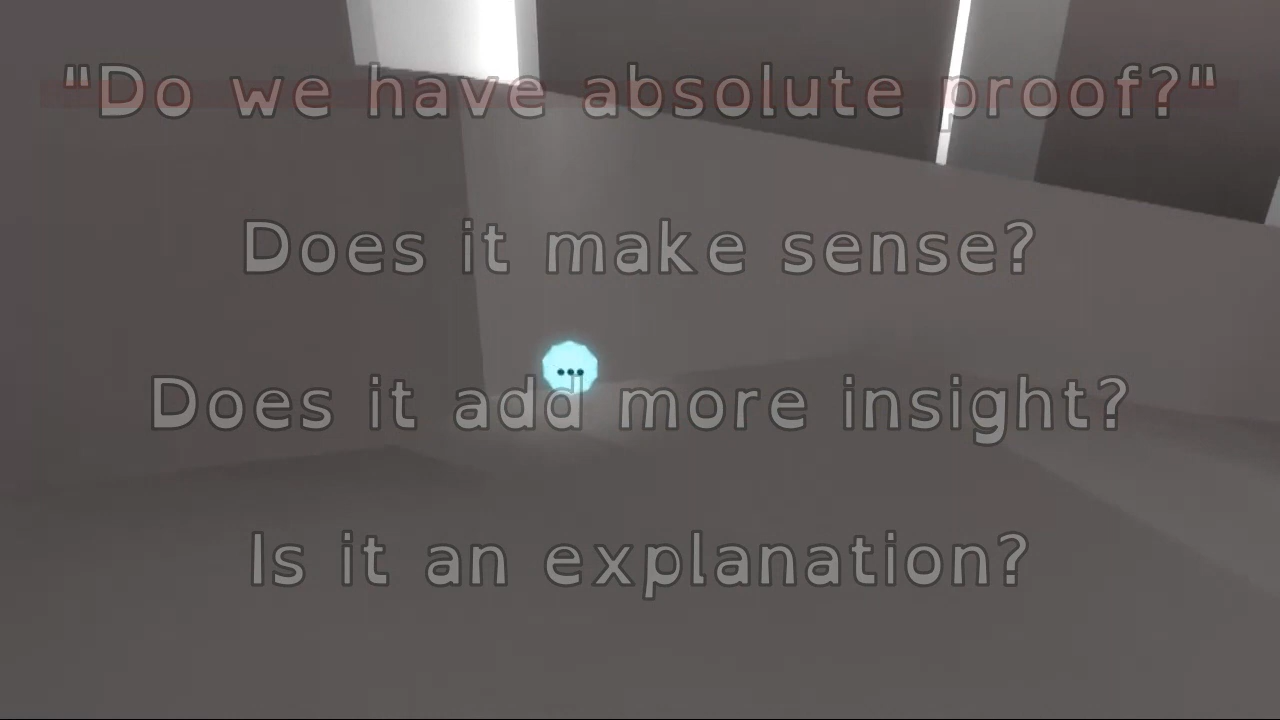 "Do we have absolute proof?"
Does it make sense?
Does it add more insight?
Is it an explanation?